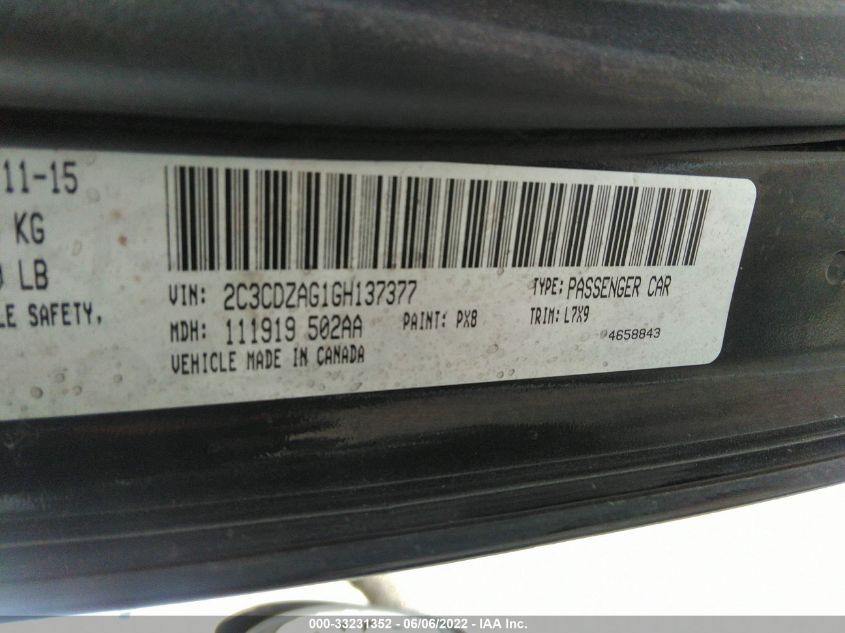 11-15
KG
LB
LE SAFETY,
VIN: 2C3CDZAG1GH137377
TYPE: PASSENGER CAR
MDH: 111919 502AA
PAINT: PX8
TRIM: L7X9
VEHICLE MADE IN CANADA
4658843
000-33231352 - 06/06/2022 - IAA Inc.